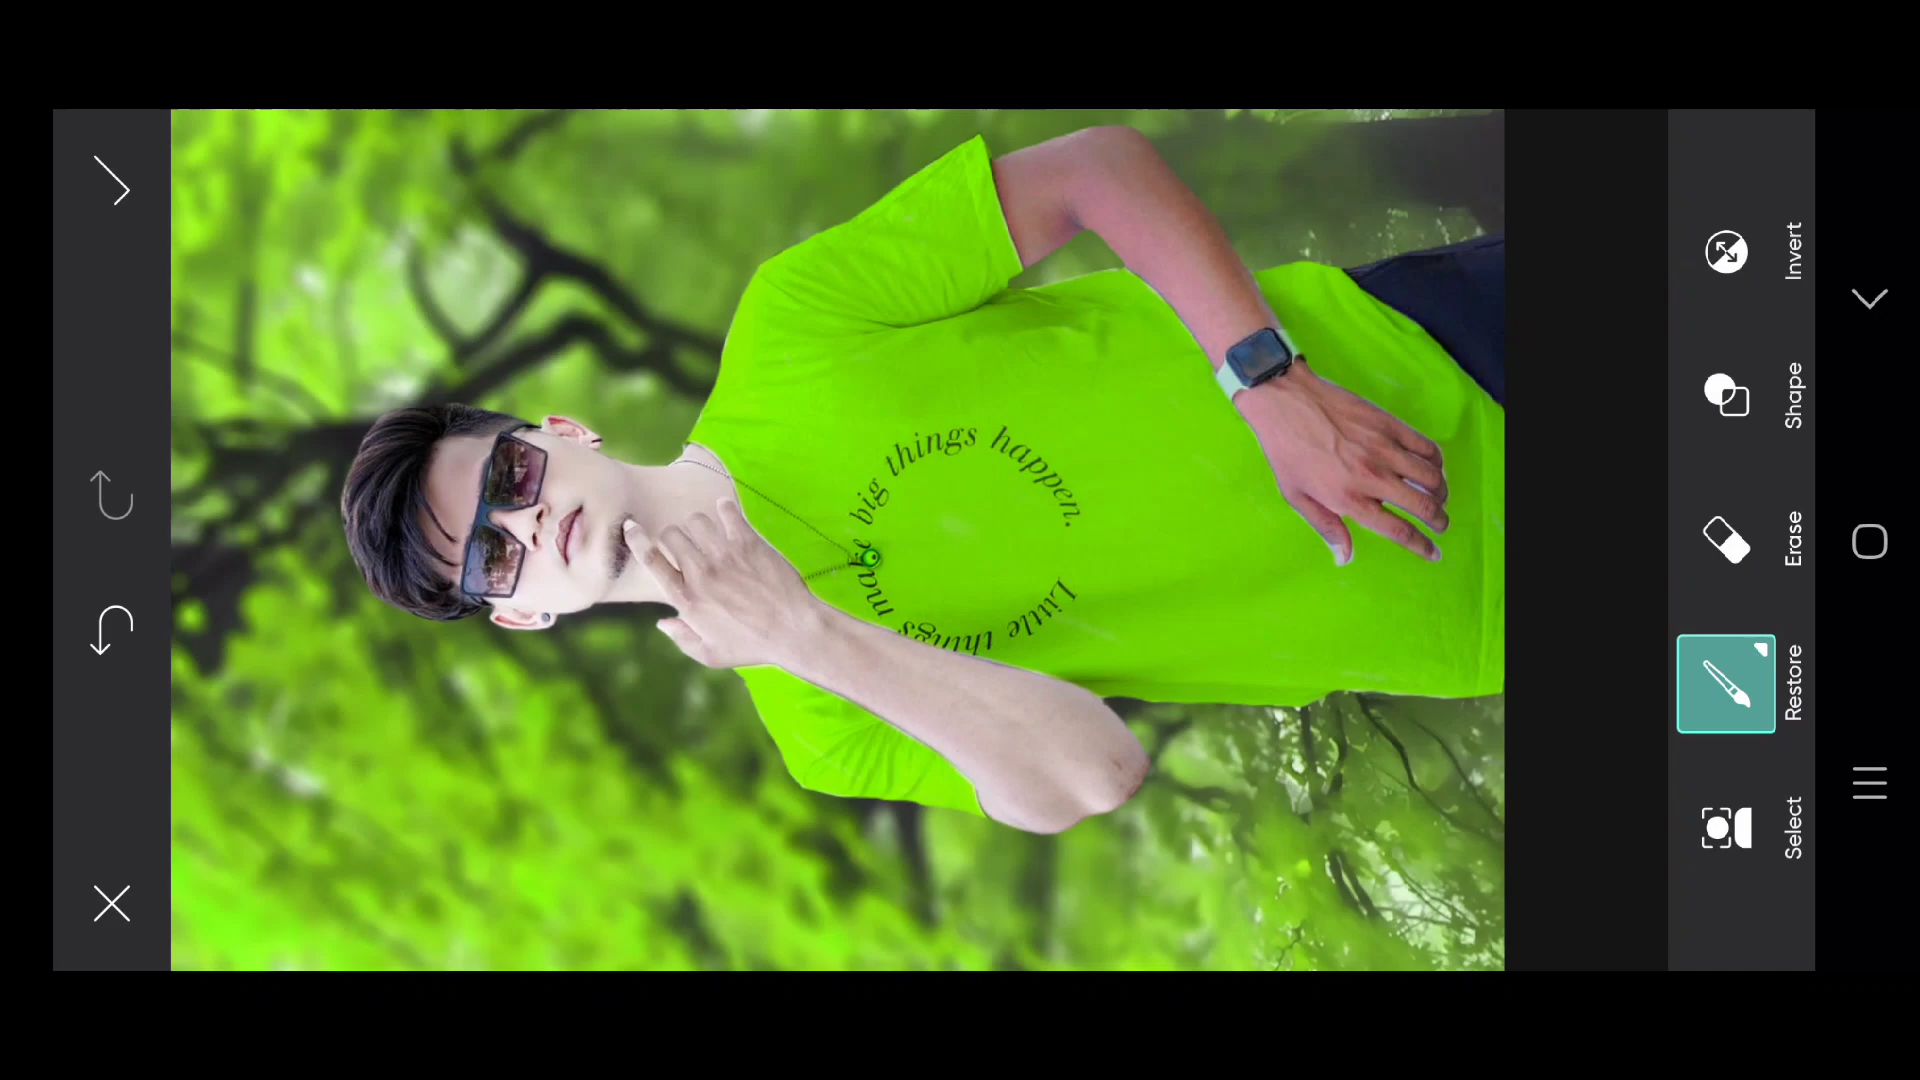 Little things make big things happen.
Select
Restore
Erase
Shape
Invert